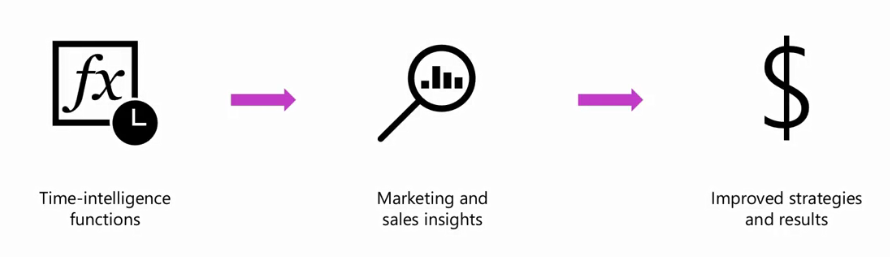 fx
Time-intelligence
functions
Marketing and
sales insights
$
Improved strategies
and results